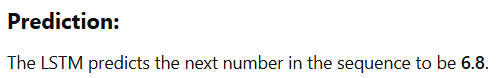 Prediction:
The LSTM predicts the next number in the sequence to be 6.8.